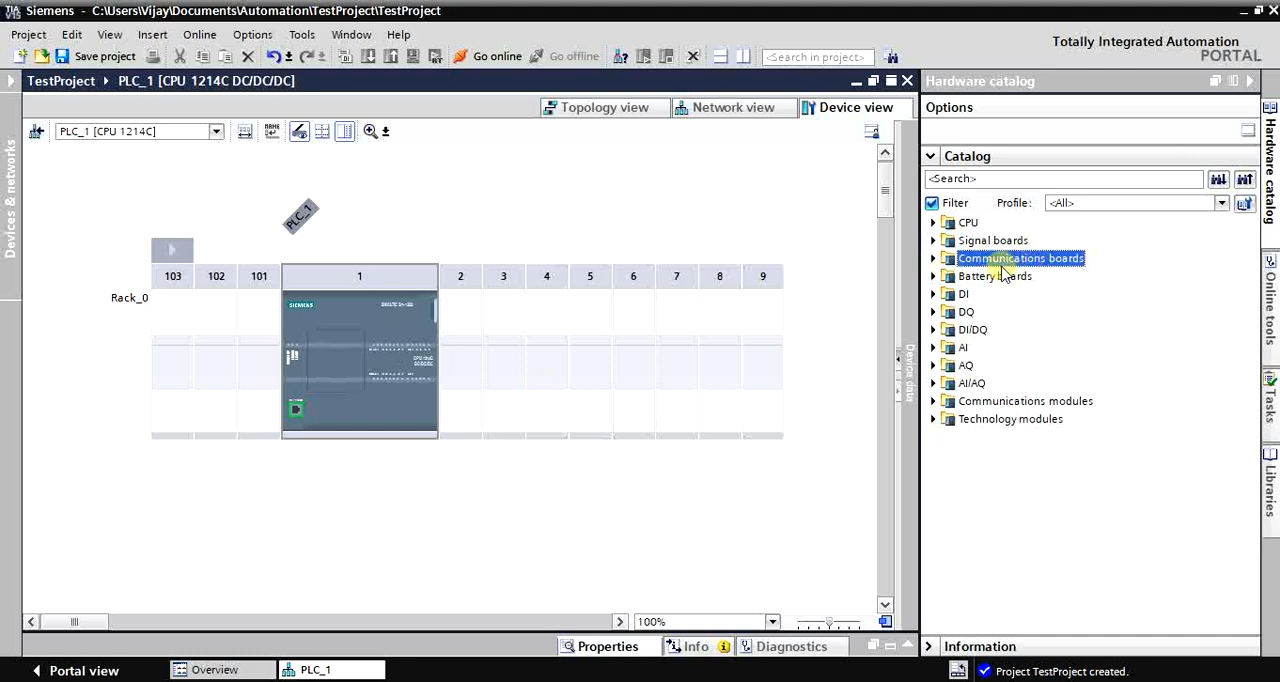 TIA V15 Siemens - C:\Users\Vijay\Documents\Automation\TestProject\TestProject
Project Edit View Insert Online Options Tools Window Help
Totally Integrated Automation
PORTAL
Save project Go online Go offline <Search in project>
TestProject PLC_1 [CPU 1214C DC/DC/DC]
Hardware catalog
Topology view Network view Device view
Options
PLC_1 [CPU 1214C]
Catalog
<Search>
Filter Profile: <All>
CPU
Signal boards
Communications boards
Battery boards
DI
DQ
DI/DQ
AI
AQ
AI/AQ
Communications modules
Technology modules
PLC_1
103 102 101 1 2 3 4 5 6 7 8 9
Rack_0
SIEMENS
100%
Properties Info Diagnostics
Information
Portal view Overview PLC_1 Project TestProject created.
Devices & networks
Device data
Hardware catalog
Online tools
Tasks
Libraries